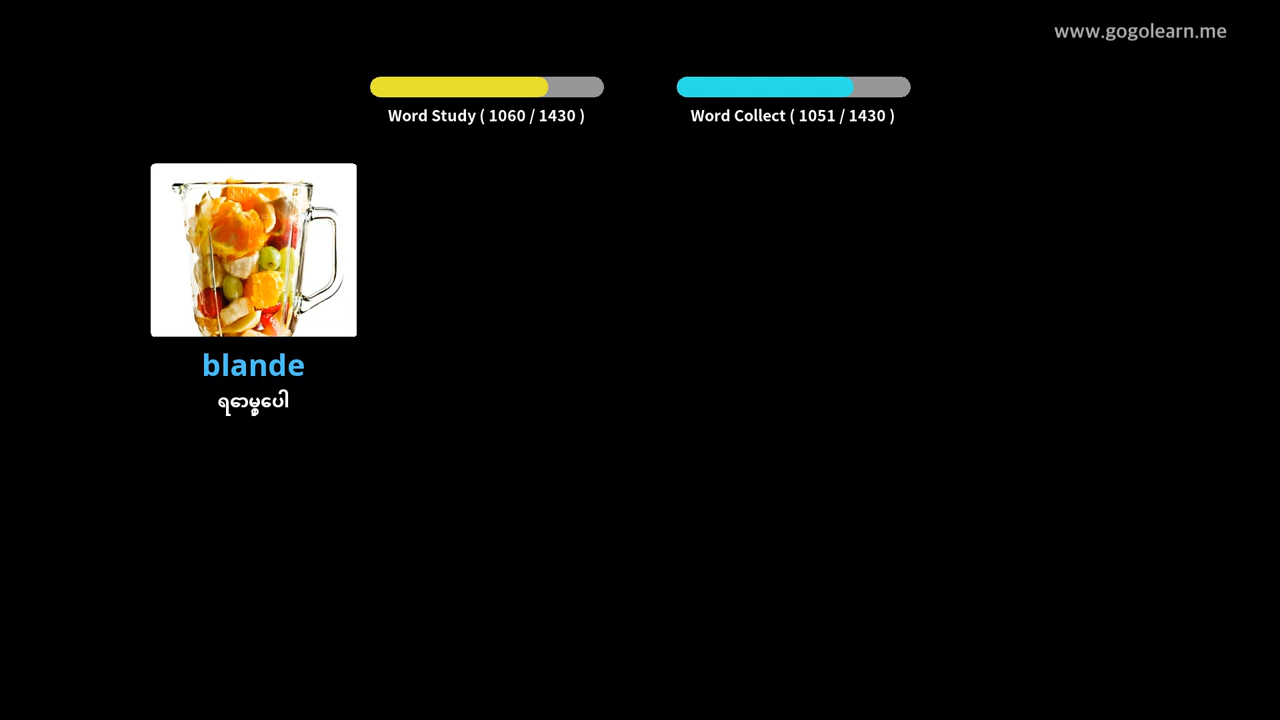 www.gogolearn.me
Word Study ( 1060 / 1430 )
Word Collect ( 1051 / 1430 )
blande
ရောမွှပေါ